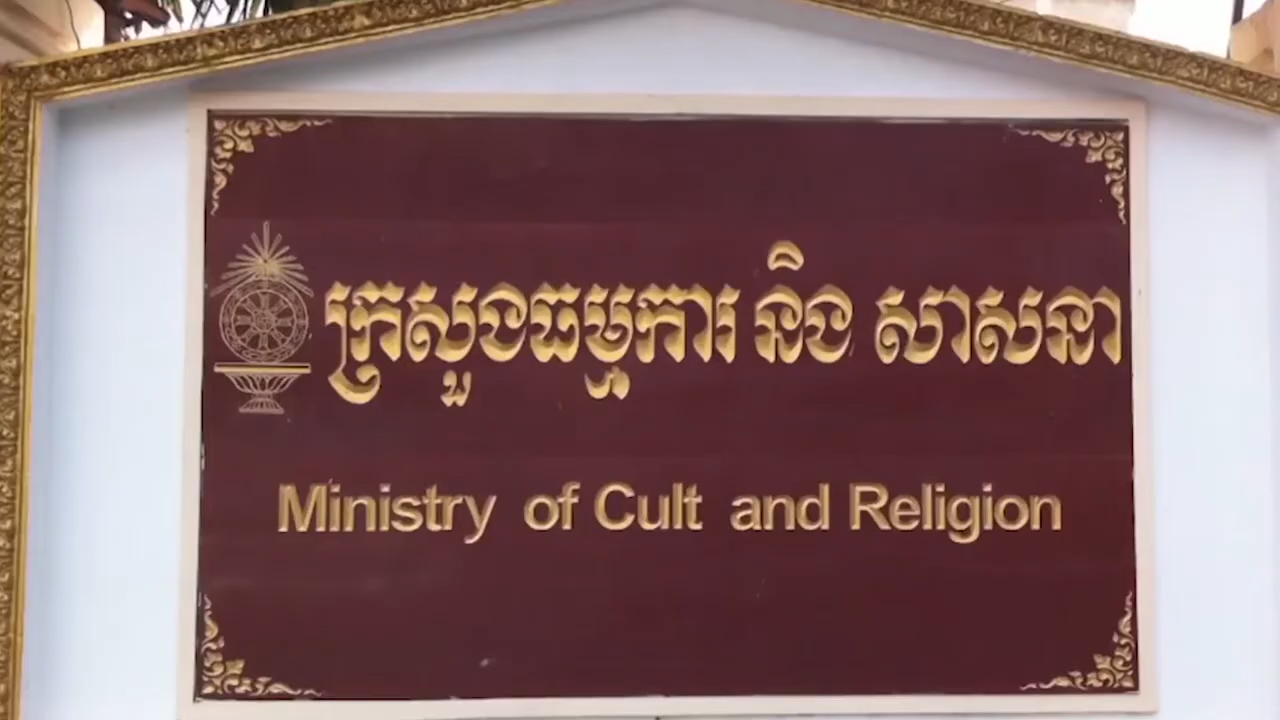 ក្រសួងធម្មការ និង សាសនា
Ministry of Cult and Religion